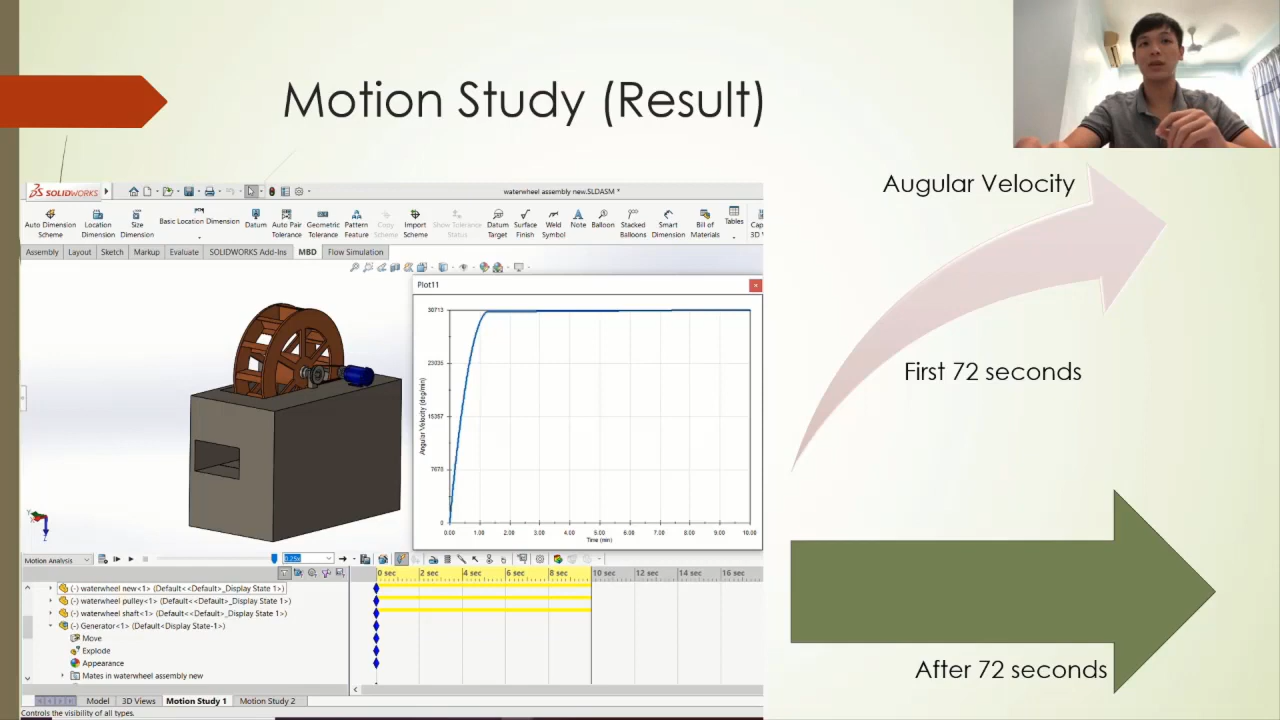 Motion Study (Result)
SOLIDWORKS
waterwheel assembly new.SLDASM *
Auto Dimension Scheme
Location Dimension
Size Dimension
Basic Location Dimension
Datum
Auto Pair Tolerance
Geometric Tolerance
Pattern Feature
Copy Scheme
Import Scheme
Show Tolerance Status
Datum Target
Surface Finish
Weld Symbol
Note
Balloon
Stacked Balloons
Smart Dimension
Bill of Materials
Tables
Assembly Layout Sketch Markup Evaluate SOLIDWORKS Add-Ins MBD Flow Simulation
Plot11
Angular Velocity (deg/min)
30713
23035
15357
7678
0
0.00 1.00 2.00 3.00 4.00 5.00 6.00 7.00 8.00 9.00 10.00
Time (min)
Motion Analysis
0 sec 2 sec 4 sec 6 sec 8 sec 10 sec 12 sec 14 sec 16 sec
(-) waterwheel new<1> (Default<<Default>_Display State 1>)
(-) waterwheel pulley<1> (Default<<Default>_Display State 1>)
(-) waterwheel shaft<1> (Default<<Default>_Display State 1>)
(-) Generator<1> (Default<Display State-1>)
Move
Explode
Appearance
Mates in waterwheel assembly new
Model 3D Views Motion Study 1 Motion Study 2
Controls the visibility of all types.
Augular Velocity
First 72 seconds
After 72 seconds